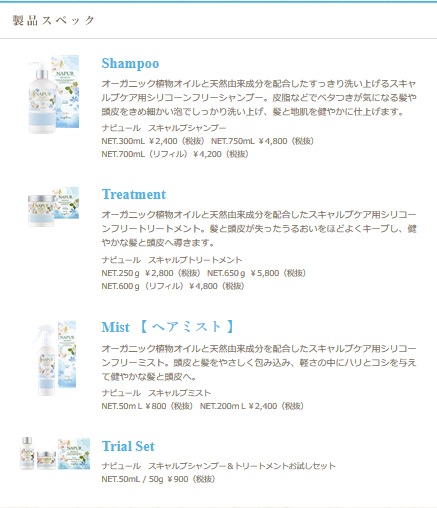 製品スペック
NAPUR
Shampoo
オーガニック植物オイルと天然由来成分を配合したすっきり洗い上げるスキャ
ルプケア用シリコーンフリーシャンプー。皮脂などでベタつきが気になる髪や
頭皮をきめ細かい泡でしっかり洗い上げ、髪と地肌を健やかに仕上げます。
ナピュール スキャルプシャンプー
NET.300mL ￥2,400（税抜） NET.750mL ￥4,800（税抜）
NET.700mL（リフィル）￥4,200（税抜）
Treatment
オーガニック植物オイルと天然由来成分を配合したスキャルプケア用シリコー
ンフリートリートメント。髪と頭皮が失ったうるおいをほどよくキープし、健
やかな髪と頭皮へ導きます。
ナピュール スキャルプトリートメント
NET.250ｇ ￥2,800（税抜） NET.650ｇ ￥5,800（税抜）
NET.600ｇ（リフィル）￥4,800（税抜）
Mist 【 ヘアミスト 】
オーガニック植物オイルと天然由来成分を配合したスキャルプケア用シリコー
ンフリーミスト。頭皮と髪をやさしく包み込み、軽さの中にハリとコシを与え
て健やかな髪と頭皮へ。
ナピュール スキャルプミスト
NET.50mＬ￥800（税抜） NET.200mＬ￥2,400（税抜）
Trial Set
ナピュール スキャルプシャンプー＆トリートメントお試しセット
NET.50mL / 50g ￥900（税抜）